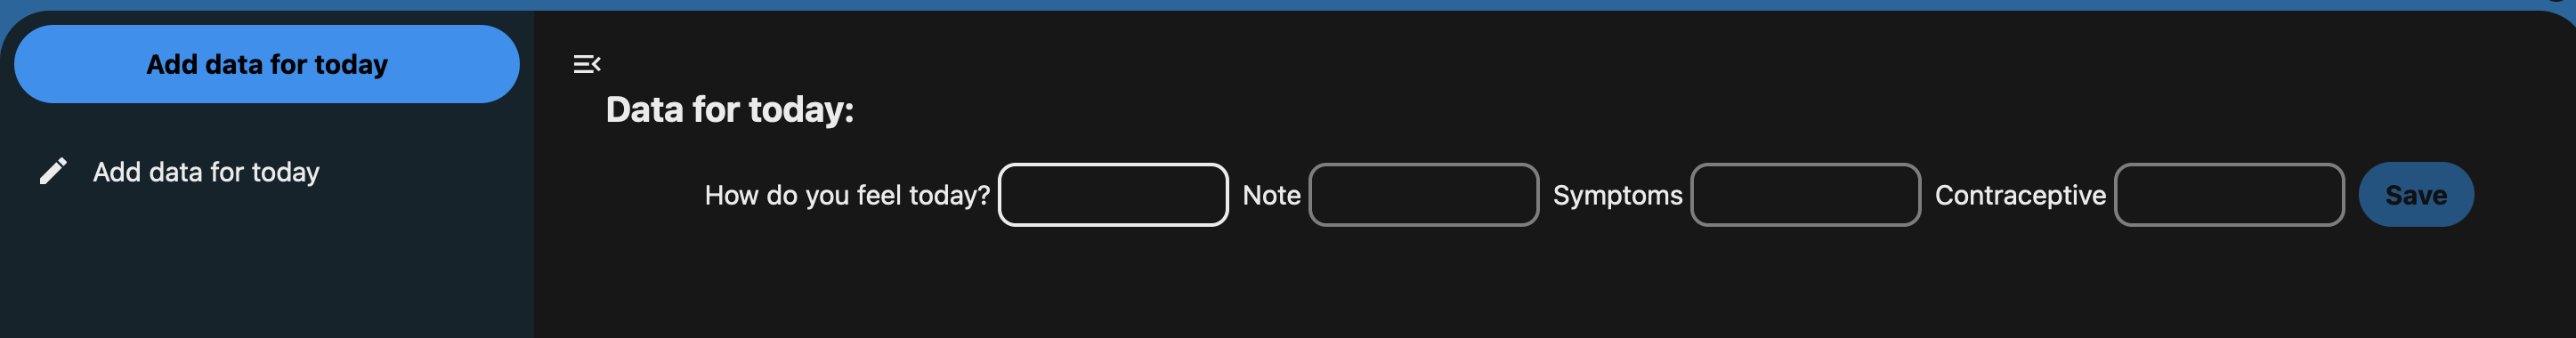 Add data for today
Add data for today
Data for today:
How do you feel today? Note Symptoms Contraceptive Save